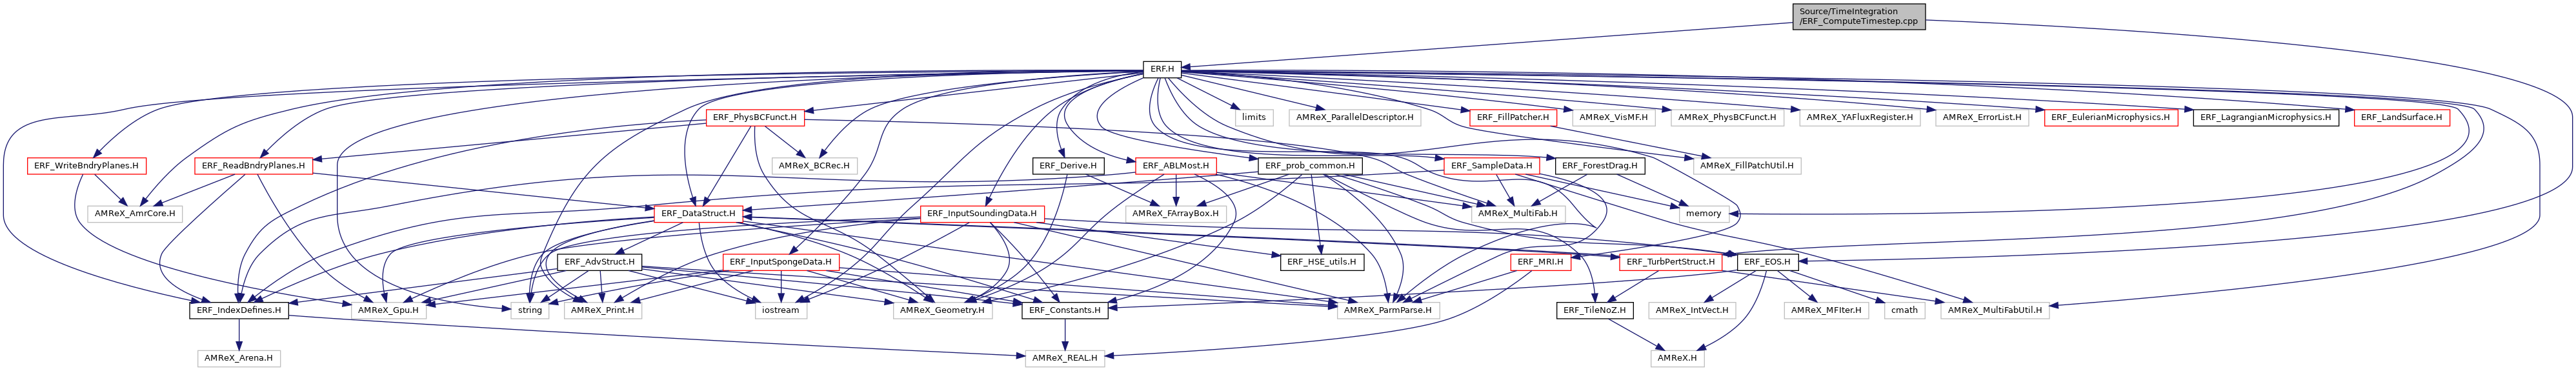 Source/TimeIntegration
/ERF_ComputeTimestep.cpp
ERF.H
ERF_PhysBCFunct.H
limits
AMReX_ParallelDescriptor.H
ERF_FillPatcher.H
AMReX_VisMF.H
AMReX_PhysBCFunct.H
AMReX_YAFluxRegister.H
AMReX_ErrorList.H
ERF_EulerianMicrophysics.H
ERF_LagrangianMicrophysics.H
ERF_LandSurface.H
ERF_WriteBndryPlanes.H
ERF_ReadBndryPlanes.H
AMReX_BCRec.H
ERF_Derive.H
ERF_ABLMost.H
ERF_prob_common.H
ERF_SampleData.H
ERF_ForestDrag.H
AMReX_FillPatchUtil.H
AMReX_AmrCore.H
ERF_DataStruct.H
ERF_InputSoundingData.H
AMReX_FArrayBox.H
AMReX_MultiFab.H
memory
ERF_AdvStruct.H
ERF_InputSpongeData.H
ERF_HSE_utils.H
ERF_MRI.H
ERF_TurbPertStruct.H
ERF_EOS.H
ERF_IndexDefines.H
AMReX_Gpu.H
string
AMReX_Print.H
iostream
AMReX_Geometry.H
ERF_Constants.H
AMReX_ParmParse.H
ERF_TileNoZ.H
AMReX_IntVect.H
AMReX_MFIter.H
cmath
AMReX_MultiFabUtil.H
AMReX_Arena.H
AMReX_REAL.H
AMReX.H